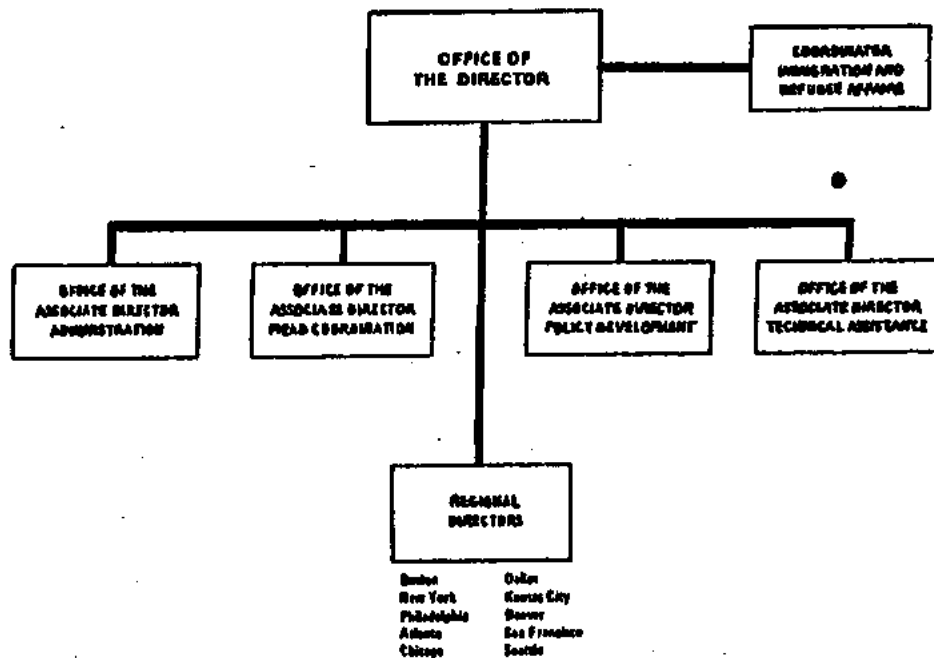 OFFICE OF
THE DIRECTOR
COORDINATOR
IMMIGRATION AND
REFUGEE AFFAIRS
OFFICE OF THE
ASSOCIATE DIRECTOR
ADMINISTRATION
OFFICE OF THE
ASSOCIATE DIRECTOR
COORDINATION
OFFICE OF THE
ASSOCIATE DIRECTOR
POLICY DEVELOPMENT
OFFICE OF THE
ASSOCIATE DIRECTOR
TECHNICAL ASSISTANCE
REGIONAL
DIRECTORS
Boston
New York
Philadelphia
Atlanta
Chicago
Dallas
Kansas City
Denver
San Francisco
Seattle